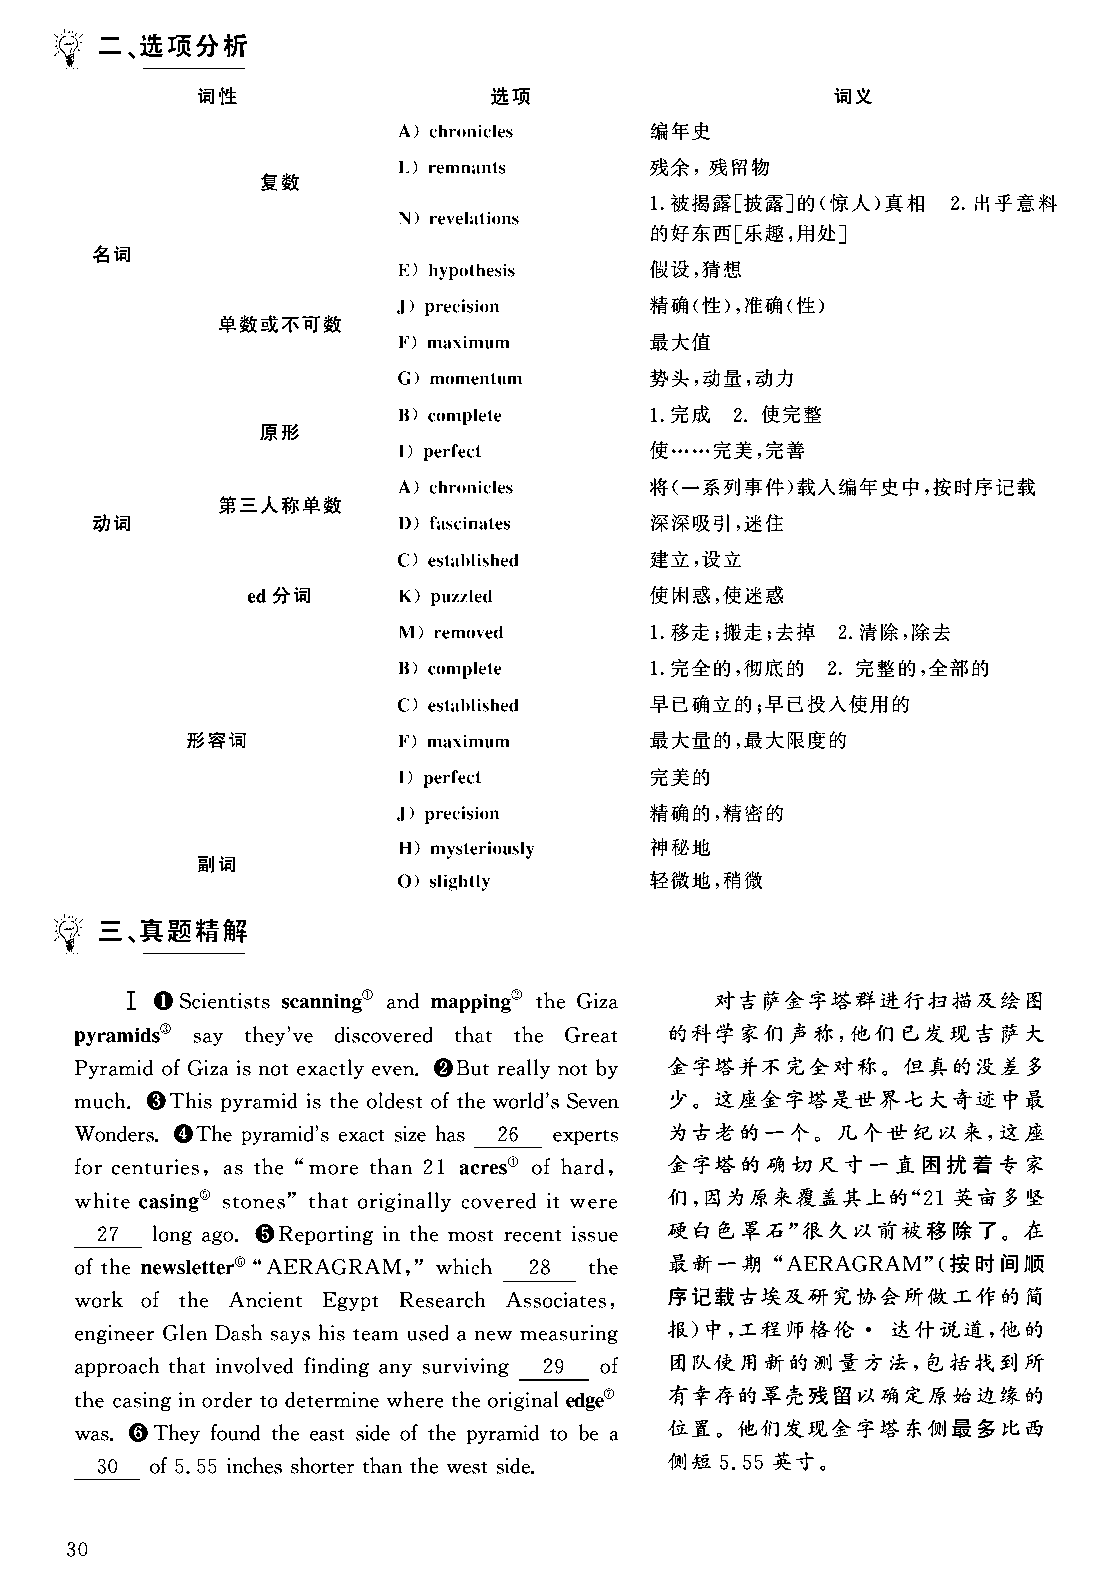 二、选项分析
词性 选项 词义
A) chronicles 编年史
L) remnants 残余，残留物
复数
1.被揭露[披露]的(惊人)真相 2.出乎意料
N) revelations
的好东西[乐趣,用处]
名词
E) hypothesis 假设,猜想
J) precision 精确(性),准确(性)
单数或不可数
F) maximum 最大值
G) momentum 势头,动量,动力
B) complete 1.完成 2. 使完整
原形
I) perfect 使……完美,完善
A) chronicles 将(一系列事件)载入编年史中,按时序记载
第三人称单数
动词 D) fascinates 深深吸引,迷住
C) established 建立,设立
ed 分词 K) puzzled 使困惑,使迷惑
M) removed 1.移走;搬走;去掉 2.清除,除去
B) complete 1.完全的,彻底的 2. 完整的,全部的
C) established 早已确立的;早已投入使用的
形容词 F) maximum 最大量的,最大限度的
I) perfect 完美的
J) precision 精确的,精密的
H) mysteriously 神秘地
副词
O) slightly 轻微地,稍微
三、真题精解
Ⅰ ❶Scientists scanning① and mapping② the Giza
pyramids③ say they've discovered that the Great
Pyramid of Giza is not exactly even. ❷But really not by
much. ❸This pyramid is the oldest of the world's Seven
Wonders. ❹The pyramid's exact size has 26 experts
for centuries, as the “more than 21 acres④ of hard,
white casing⑤ stones” that originally covered it were
27 long ago. ❺Reporting in the most recent issue
of the newsletter⑥ “AERAGRAM,” which 28 the
work of the Ancient Egypt Research Associates,
engineer Glen Dash says his team used a new measuring
approach that involved finding any surviving 29 of
the casing in order to determine where the original edge⑦
was. ❻They found the east side of the pyramid to be a
30 of 5.55 inches shorter than the west side.
对吉萨金字塔群进行扫描及绘图
的科学家们声称,他们已发现吉萨大
金字塔并不完全对称。但真的没差多
少。这座金字塔是世界七大奇迹中最
为古老的一个。几个世纪以来,这座
金字塔的确切尺寸一直困扰着专家
们,因为原来覆盖其上的“21英亩多坚
硬白色罩石”很久以前被移除了。在
最新一期“AERAGRAM”(按时间顺
序记载古埃及研究协会所做工作的简
报)中,工程师格伦· 达什说道,他的
团队使用新的测量方法,包括找到所
有幸存的罩壳残留以确定原始边缘的
位置。他们发现金字塔东侧最多比西
侧短5.55英寸。
30